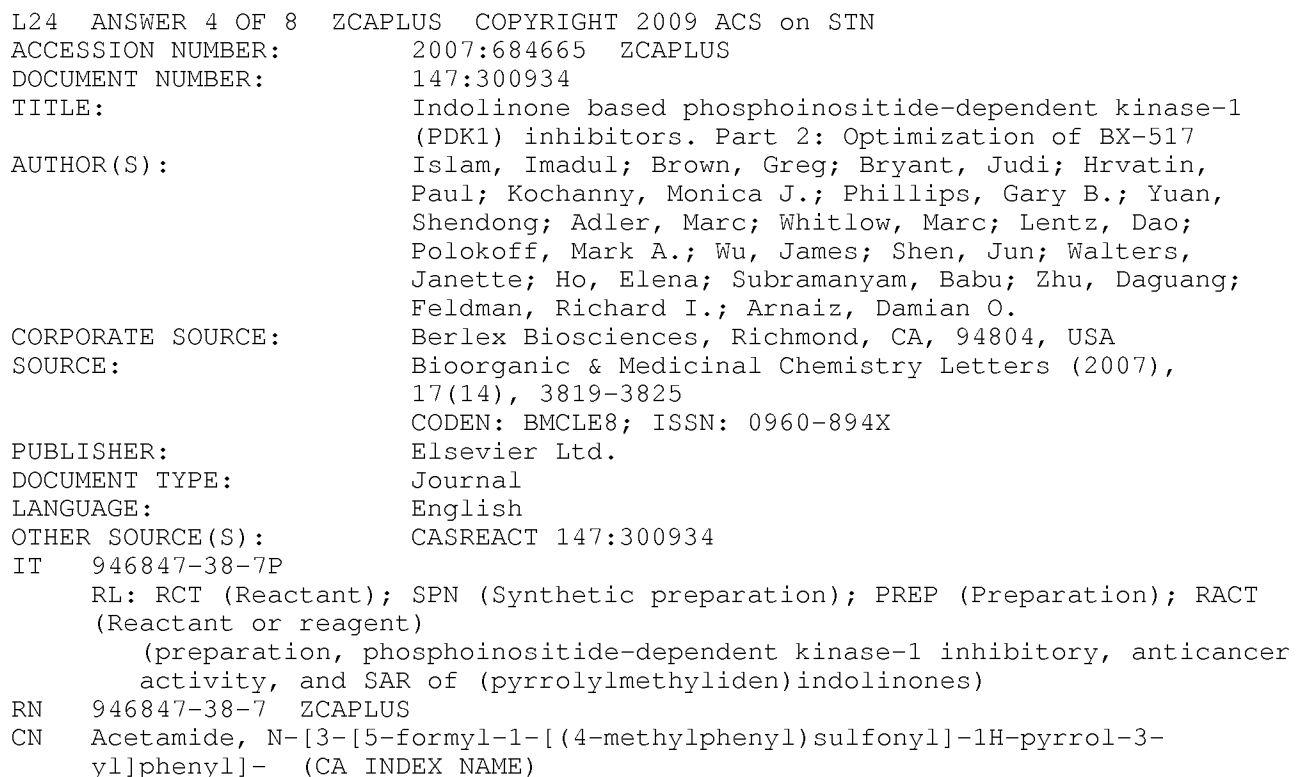 L24 ANSWER 4 OF 8 ZCAPLUS COPYRIGHT 2009 ACS on STN
ACCESSION NUMBER: 2007:684665 ZCAPLUS
DOCUMENT NUMBER: 147:300934
TITLE: Indolinone based phosphoinositide-dependent kinase-1
(PDK1) inhibitors. Part 2: Optimization of BX-517
AUTHOR(S): Islam, Imadul; Brown, Greg; Bryant, Judi; Hrvatin,
Paul; Kochanny, Monica J.; Phillips, Gary B.; Yuan,
Shendong; Adler, Marc; Whitlow, Marc; Lentz, Dao;
Polokoff, Mark A.; Wu, James; Shen, Jun; Walters,
Janette; Ho, Elena; Subramanyam, Babu; Zhu, Daguang;
Feldman, Richard I.; Arnaiz, Damian O.
CORPORATE SOURCE: Berlex Biosciences, Richmond, CA, 94804, USA
SOURCE: Bioorganic & Medicinal Chemistry Letters (2007),
17(14), 3819-3825
CODEN: BMCLE8; ISSN: 0960-894X
PUBLISHER: Elsevier Ltd.
DOCUMENT TYPE: Journal
LANGUAGE: English
OTHER SOURCE(S): CASREACT 147:300934
IT 946847-38-7P
RL: RCT (Reactant); SPN (Synthetic preparation); PREP (Preparation); RACT
(Reactant or reagent)
(preparation, phosphoinositide-dependent kinase-1 inhibitory, anticancer
activity, and SAR of (pyrrolylmethyliden)indolinones)
RN 946847-38-7 ZCAPLUS
CN Acetamide, N-[3-[5-formyl-1-[(4-methylphenyl)sulfonyl]-1H-pyrrol-3-
yl]phenyl]- (CA INDEX NAME)